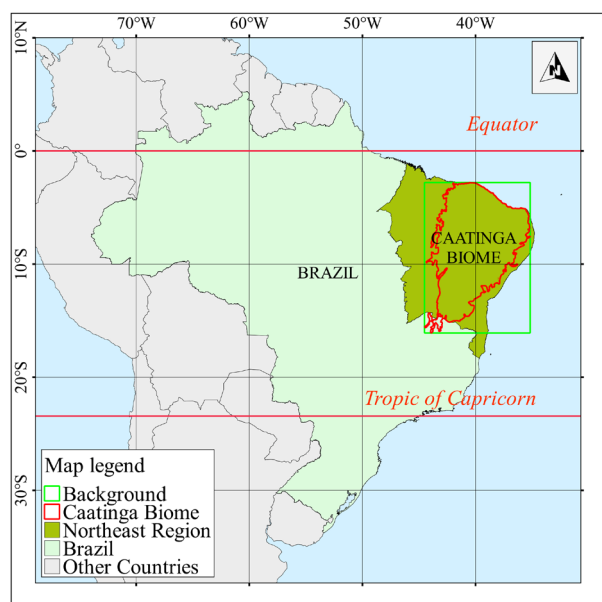 70°W
60°W
50°W
40°W
10°N
N
Equator
0°
CAATINGA
BIOME
BRAZIL
10°S
20°S
Tropic of Capricorn
30°S
Map legend
Background
Caatinga Biome
Northeast Region
Brazil
Other Countries